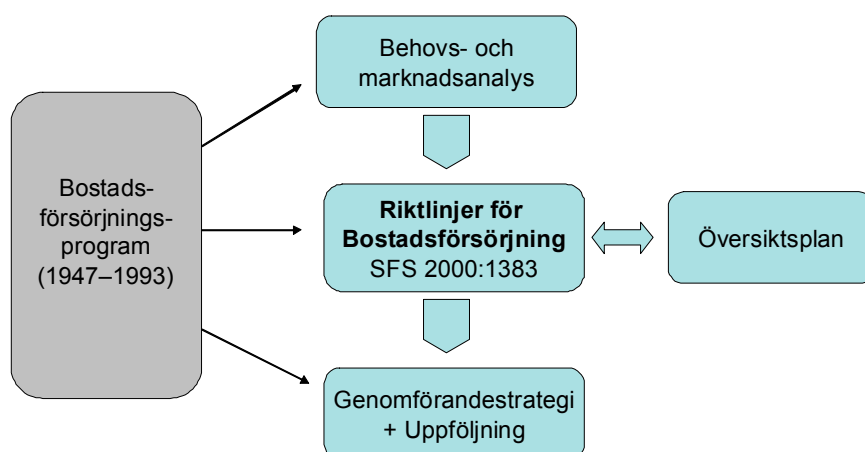 Behovs- och
marknadsanalys
Bostads-
försörjnings-
program
(1947–1993)
Riktlinjer för
Bostadsförsörjning
SFS 2000:1383
Översiktsplan
Genomförandestrategi
+ Uppföljning